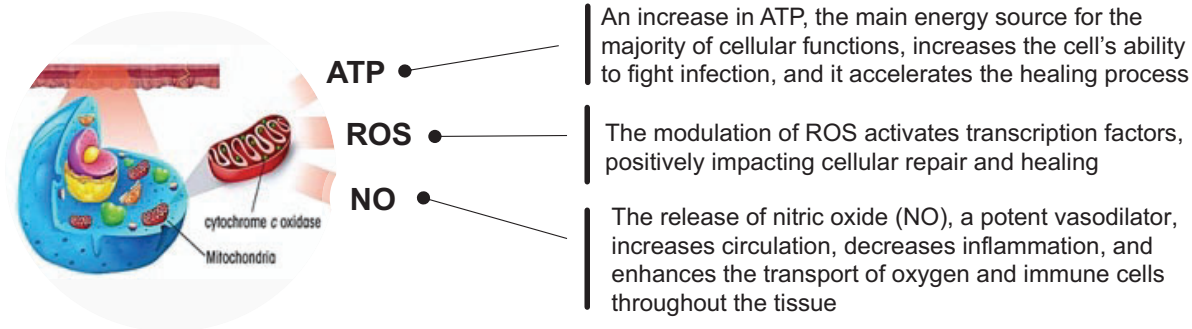 ATP
An increase in ATP, the main energy source for the
majority of cellular functions, increases the cell's ability
to fight infection, and it accelerates the healing process
ROS
The modulation of ROS activates transcription factors,
positively impacting cellular repair and healing
NO
The release of nitric oxide (NO), a potent vasodilator,
increases circulation, decreases inflammation, and
enhances the transport of oxygen and immune cells
throughout the tissue
cytochrome c oxidase
Mitochondria